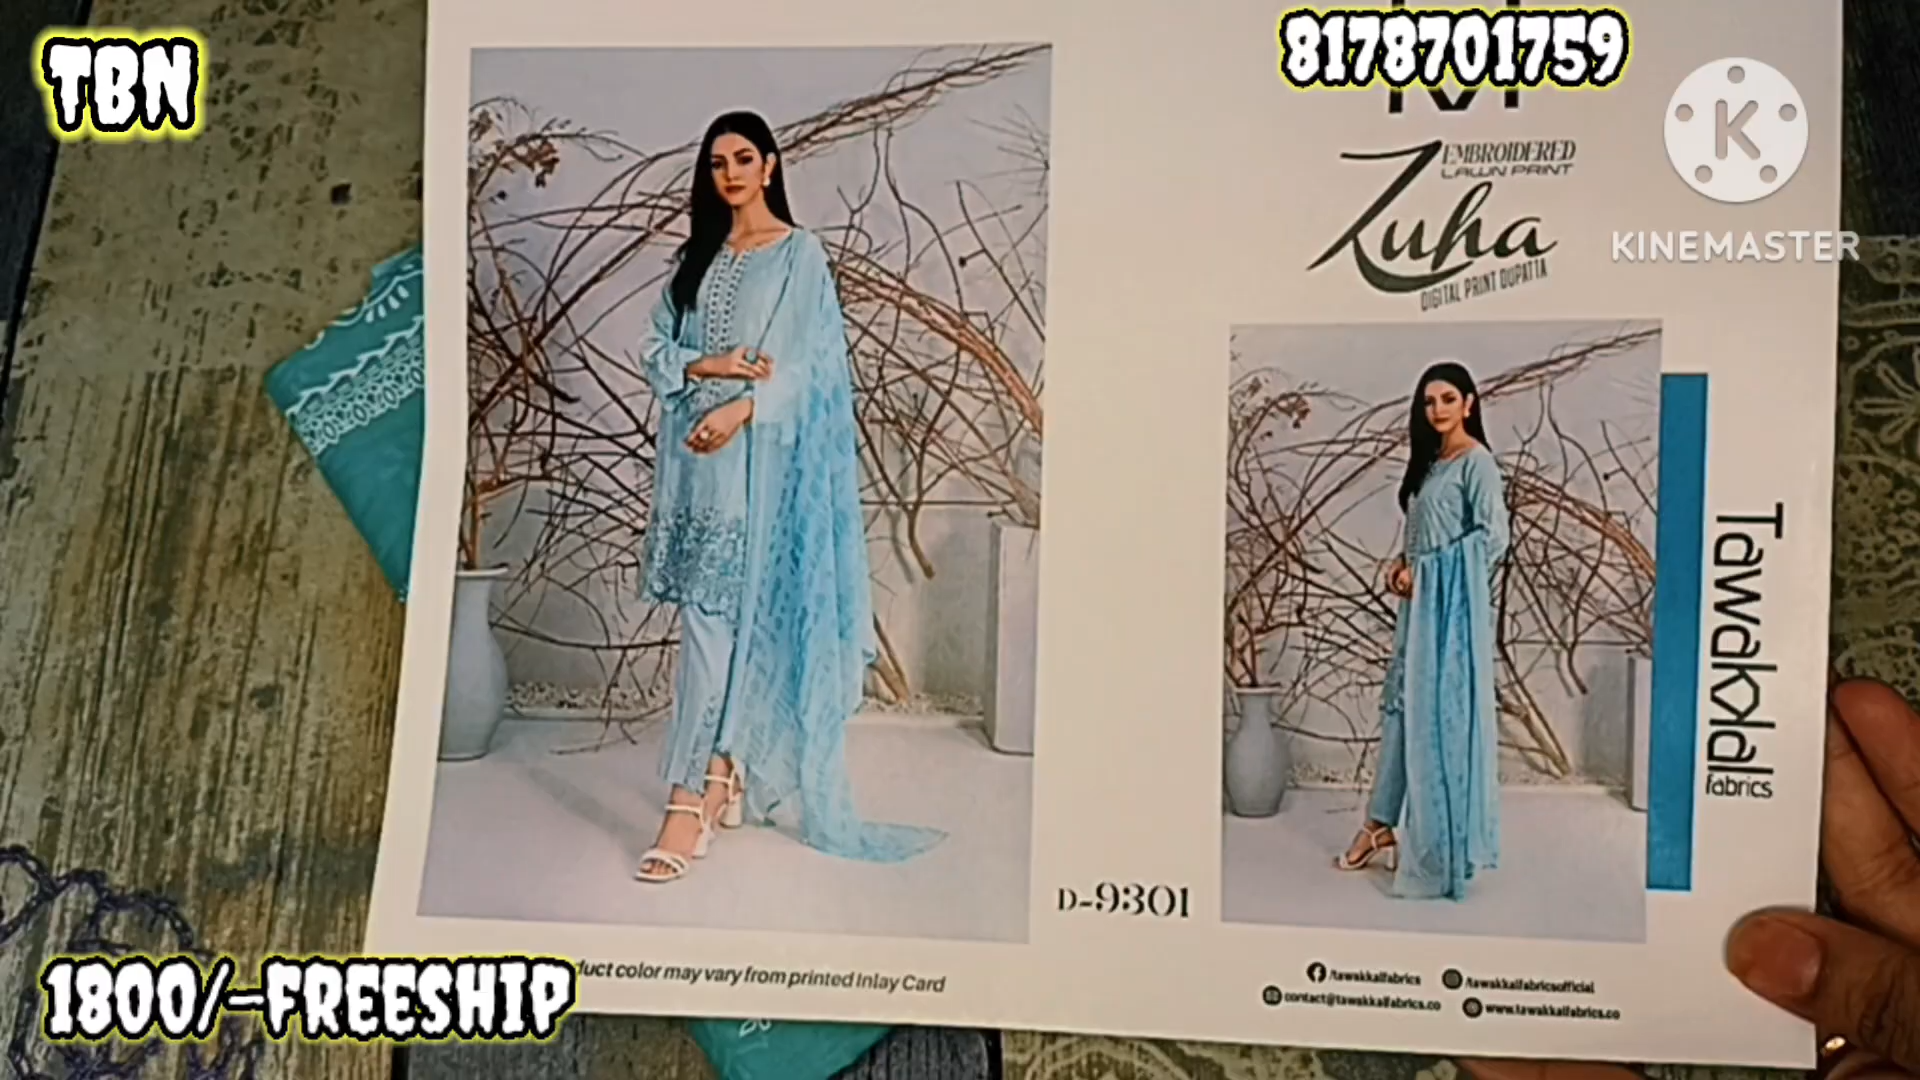 TBN
8178701759
EMBROIDERED
LAWN PRINT
Zuha
DIGITAL PRINT DUPATTA
K
KINEMASTER
Tawakkal
fabrics
D-9301
color may vary from printed Inlay Card
1800/-FREESHIP
/tawakkalfabrics
/tawakkalfabricsofficial
contact@tawakkalfabrics.co
www.tawakkalfabrics.co